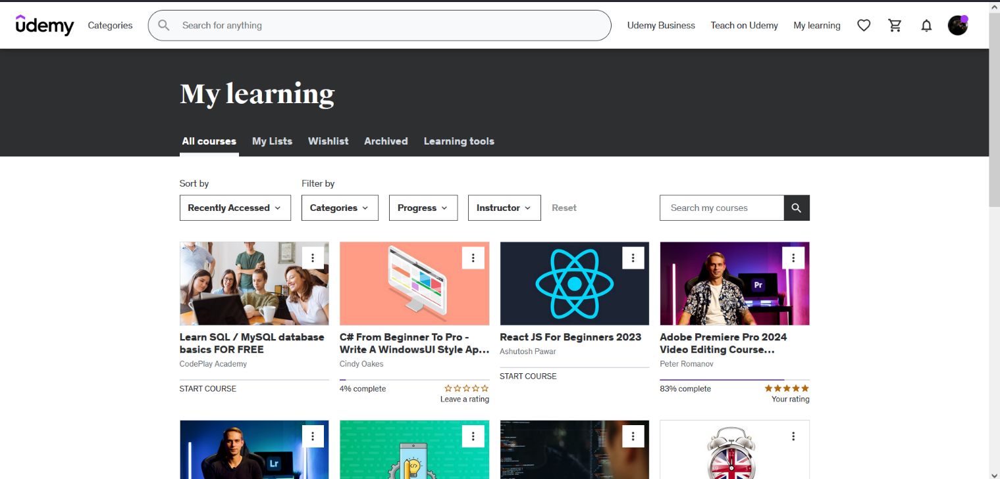 udemy
Categories
Search for anything
Udemy Business
Teach on Udemy
My learning
My learning
All courses
My Lists
Wishlist
Archived
Learning tools
Sort by
Filter by
Recently Accessed
Categories
Progress
Instructor
Reset
Search my courses
Pr
Learn SQL / MySQL database
basics FOR FREE
CodePlay Academy
START COURSE
C# From Beginner To Pro -
Write A WindowsUI Style Ap...
Cindy Oakes
4% complete
Leave a rating
React JS For Beginners 2023
Ashutosh Pawar
START COURSE
Adobe Premiere Pro 2024
Video Editing Course...
Peter Romanov
83% complete
Your rating
Lr
12